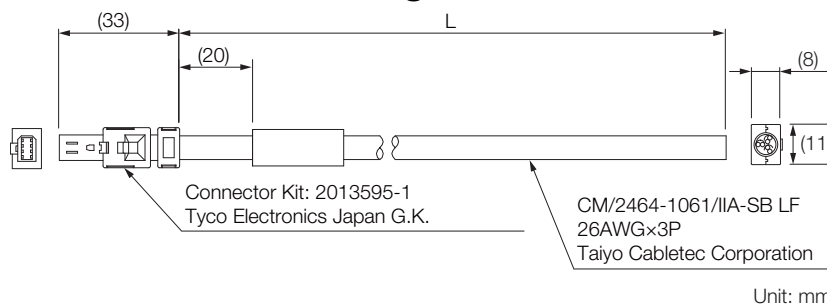 (33)
L
(20)
(8)
(11
Connector Kit: 2013595-1
Tyco Electronics Japan G.K.
CM/2464-1061/IIA-SB LF
26AWG×3P
Taiyo Cabletec Corporation
Unit: mm